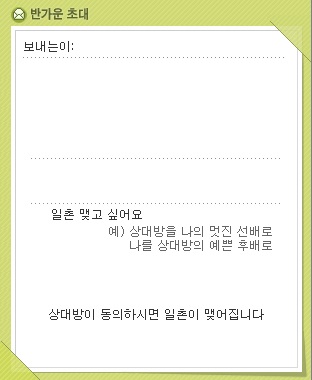 반가운 초대
보내는이:
일촌 맺고 싶어요
예) 상대방을 나의 멋진 선배로
나를 상대방의 예쁜 후배로
상대방이 동의하시면 일촌이 맺어집니다